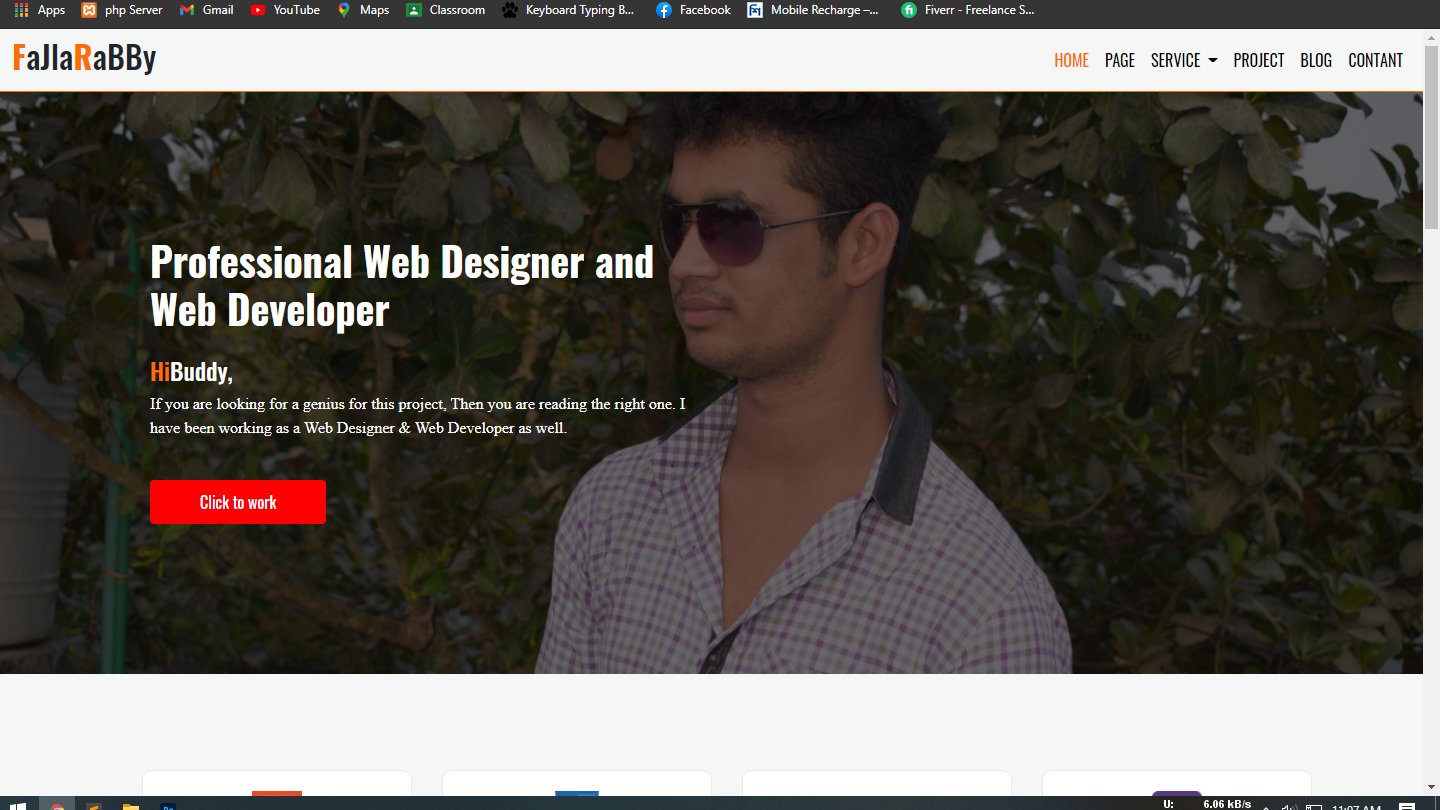 Apps php Server Gmail YouTube Maps Classroom Keyboard Typing B... Facebook Mobile Recharge –... Fiverr - Freelance S...
FaJlaRaBBy
HOME PAGE SERVICE PROJECT BLOG CONTANT
Professional Web Designer and
Web Developer
HiBuddy,
If you are looking for a genius for this project, Then you are reading the right one. I
have been working as a Web Designer & Web Developer as well.
Click to work
U: 6.06 kB/s
11:07 AM